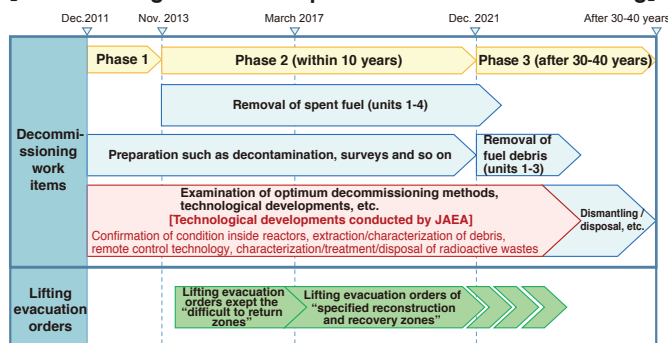 Dec.2011 Nov. 2013 March 2017 Dec. 2021 After 30-40 years
Phase 1 Phase 2 (within 10 years) Phase 3 (after 30-40 years)
Removal of spent fuel (units 1-4)
Decommi-
ssioning
work
items
Preparation such as decontamination, surveys and so on
Removal of
fuel debris
(units 1-3)
Examination of optimum decommissioning methods,
technological developments, etc.
[Technological developments conducted by JAEA]
Confirmation of condition inside reactors, extraction/characterization of debris,
remote control technology, characterization/treatment/disposal of radioactive wastes
Dismantling /
disposal, etc.
Lifting
evacuation
orders
Lifting evacuation
orders exept the
“difficult to return
zones”
Lifting evacuation orders of
“specified reconstruction
and recovery zones”